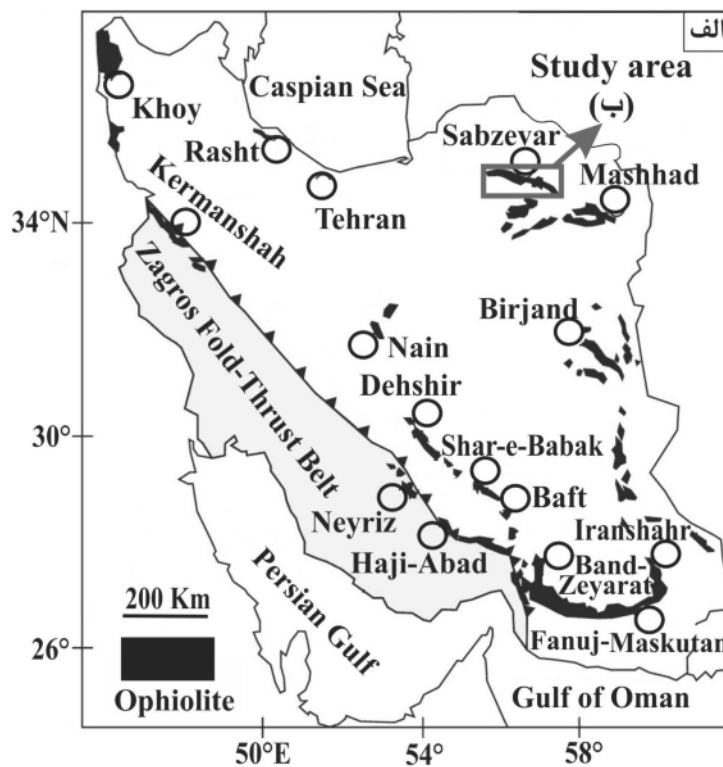 الف
Caspian Sea
Study area
(ب)
Khoy
Sabzevar
Rasht
Mashhad
Tehran
Kermanshah
34°N
Zagros Fold-Thrust Belt
Birjand
Nain
Dehshir
30°
Shar-e-Babak
Baft
Neyriz
Iranshahr
Haji-Abad
Band-
Zeyarat
200 Km
Persian Gulf
26°
Fanuj-Maskutan
Ophiolite
Gulf of Oman
50°E
54°
58°